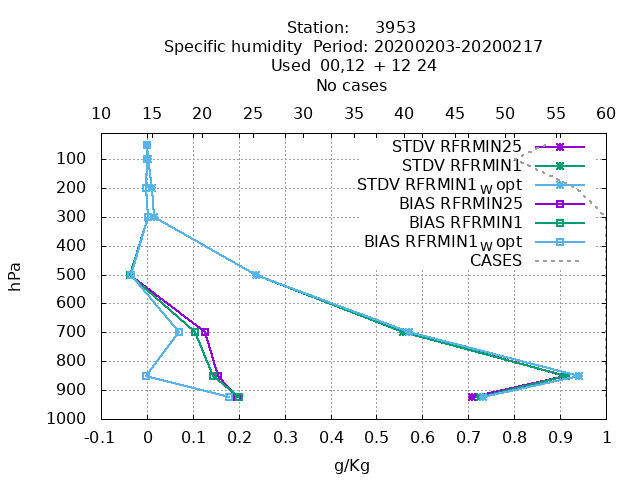 Station: 3953
Specific humidity Period: 20200203-20200217
Used 00,12 + 12 24
No cases
10 15 20 25 30 35 40 45 50 55 60
STDV RFRMIN25
STDV RFRMIN1
STDV RFRMIN1w opt
BIAS RFRMIN25
BIAS RFRMIN1
BIAS RFRMIN1w opt
CASES
100
200
300
400
500
600
700
800
900
1000
hPa
-0.1 0 0.1 0.2 0.3 0.4 0.5 0.6 0.7 0.8 0.9 1
g/Kg